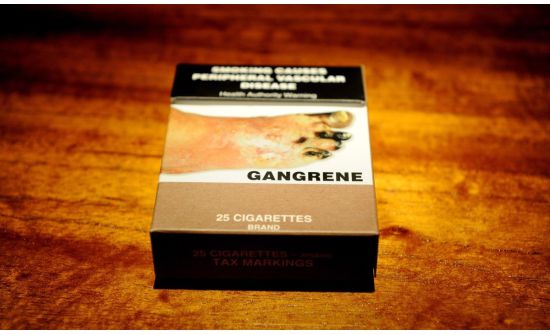 SMOKING CAUSES
PERIPHERAL VASCULAR
DISEASE
Health Authority Warning
GANGRENE
25 CIGARETTES
BRAND
25 CIGARETTES –
TAX MARKINGS